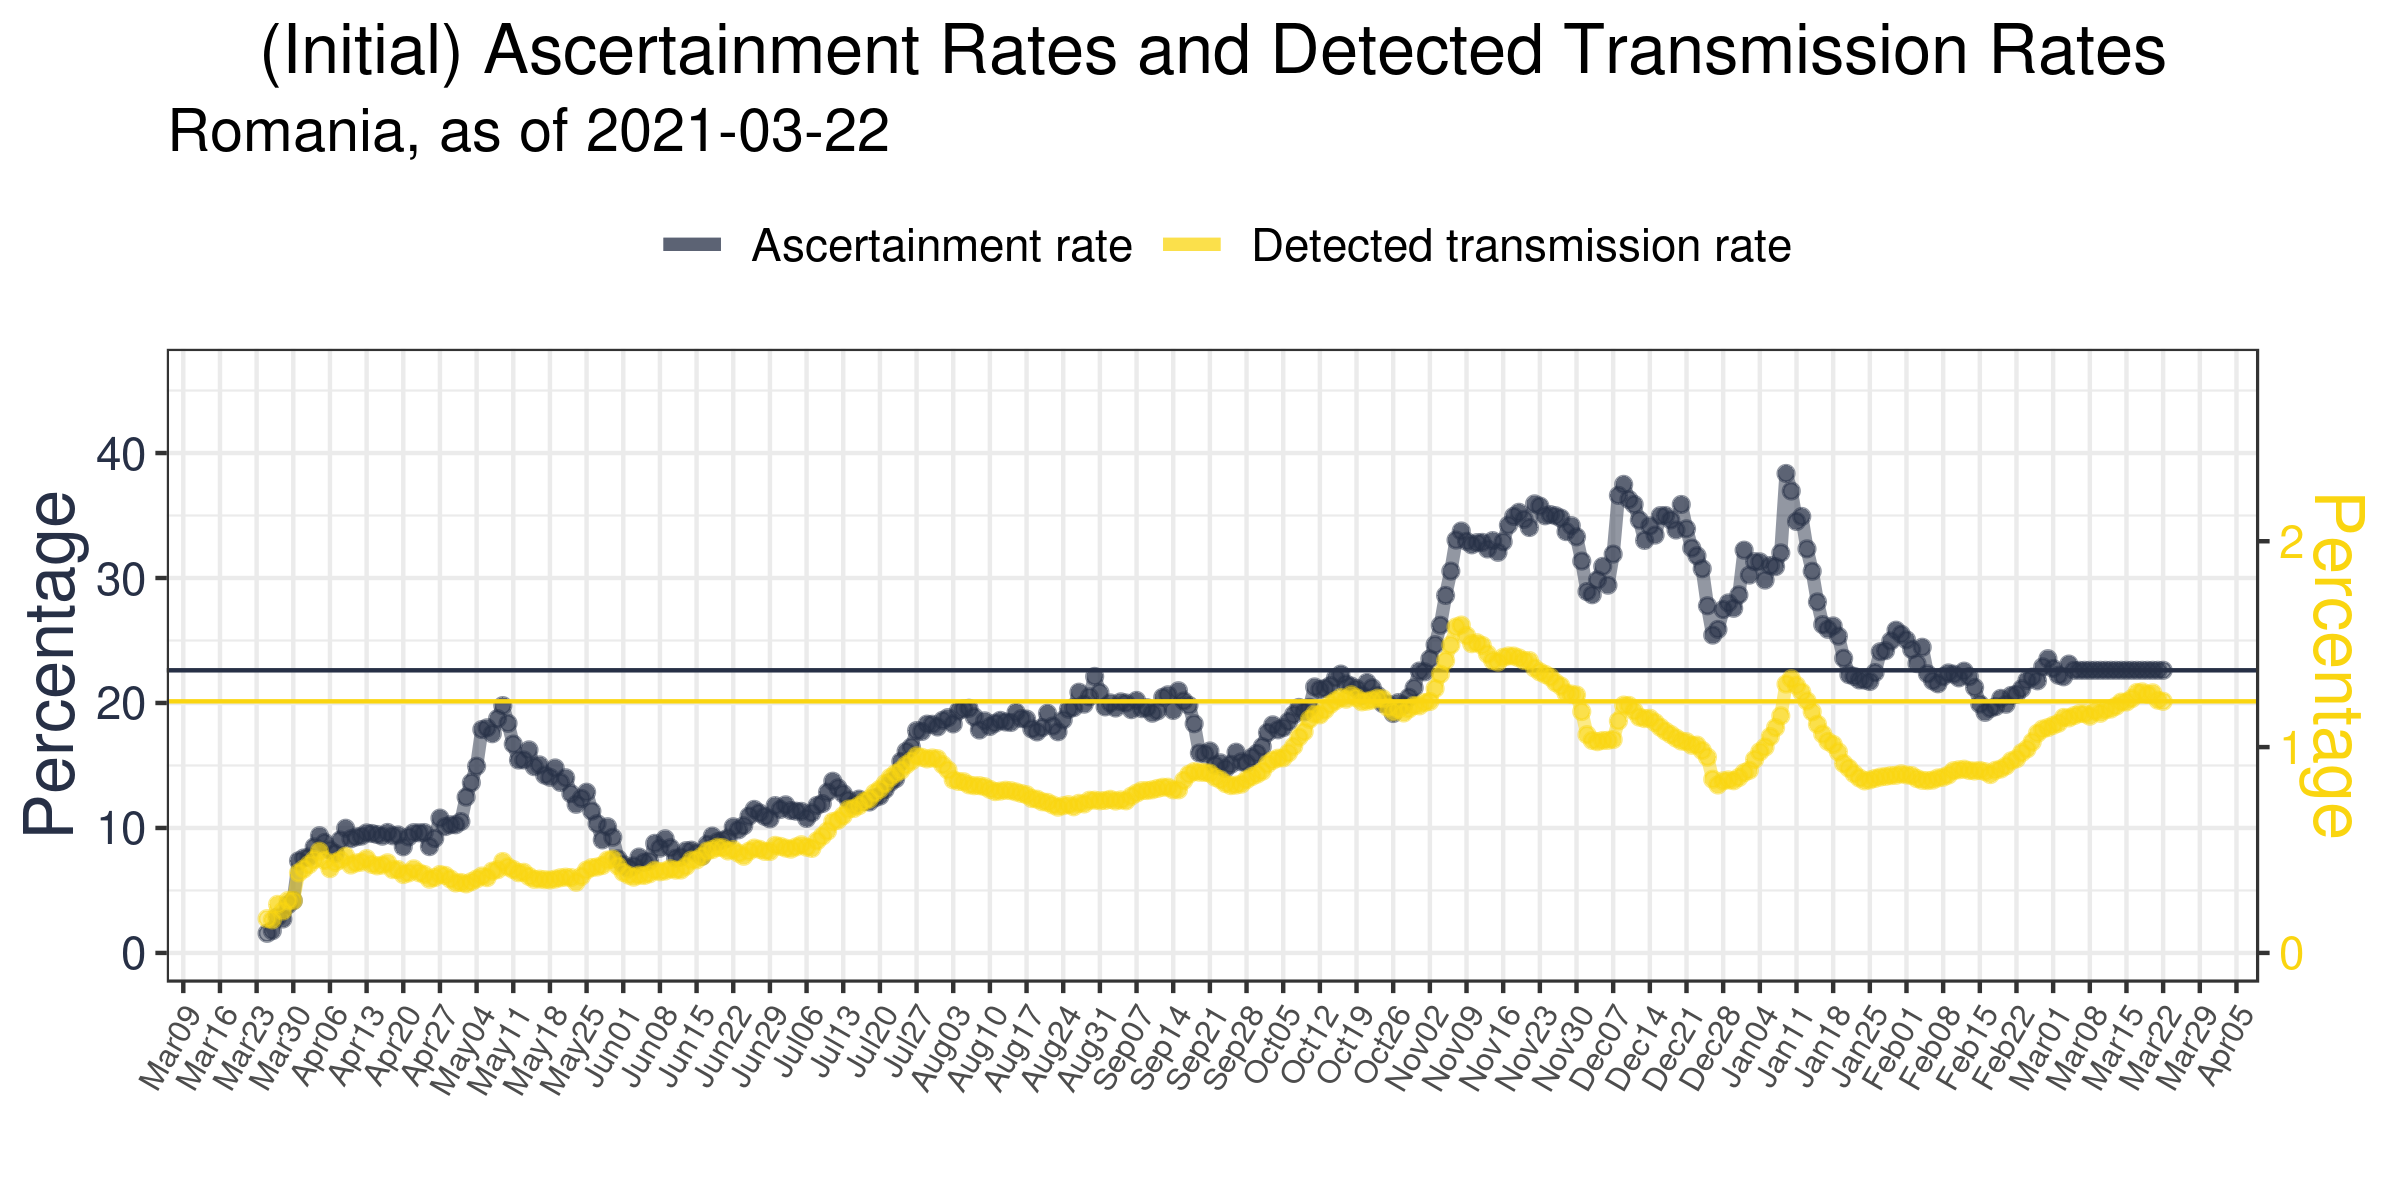 (Initial) Ascertainment Rates and Detected Transmission Rates
Romania, as of 2021-03-22
Ascertainment rate Detected transmission rate
Percentage
40
30
20
10
0
2
1
0
Percentage
Mar09 Mar16 Mar23 Mar30 Apr06 Apr13 Apr20 Apr27 May04 May11 May18 May25 Jun01 Jun08 Jun15 Jun22 Jun29 Jul06 Jul13 Jul20 Jul27 Aug03 Aug10 Aug17 Aug24 Aug31 Sep07 Sep14 Sep21 Sep28 Oct05 Oct12 Oct19 Oct26 Nov02 Nov09 Nov16 Nov23 Nov30 Dec07 Dec14 Dec21 Dec28 Jan04 Jan11 Jan18 Jan25 Feb01 Feb08 Feb15 Feb22 Mar01 Mar08 Mar15 Mar22 Mar29 Apr05